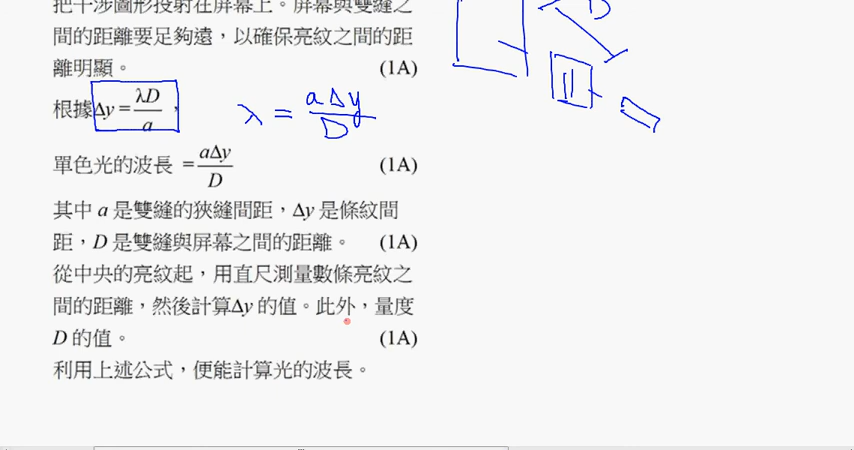 把干涉圖形投射在屏幕上。屏幕與雙縫之
間的距離要足夠遠，以確保亮紋之間的距
離明顯。 (1A)
根據Δy = λD/a，
λ = aΔy/D
單色光的波長 = aΔy/D (1A)
其中 a 是雙縫的狹縫間距，Δy 是條紋間
距，D 是雙縫與屏幕之間的距離。 (1A)
從中央的亮紋起，用直尺測量數條亮紋之
間的距離，然後計算Δy 的值。此外，量度
D 的值。 (1A)
利用上述公式，便能計算光的波長。
D